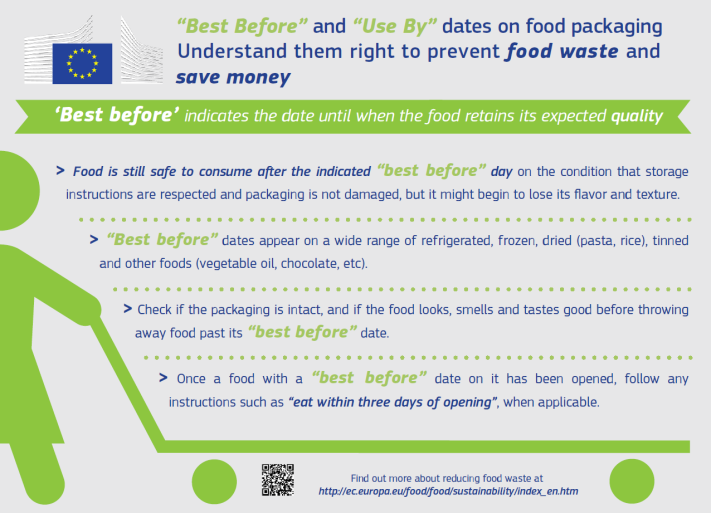 “Best Before” and “Use By” dates on food packaging
Understand them right to prevent food waste and
save money
‘Best before’ indicates the date until when the food retains its expected quality
> Food is still safe to consume after the indicated “best before” day on the condition that storage
instructions are respected and packaging is not damaged, but it might begin to lose its flavor and texture.
> “Best before” dates appear on a wide range of refrigerated, frozen, dried (pasta, rice), tinned
and other foods (vegetable oil, chocolate, etc).
> Check if the packaging is intact, and if the food looks, smells and tastes good before throwing
away food past its “best before” date.
> Once a food with a “best before” date on it has been opened, follow any
instructions such as “eat within three days of opening”, when applicable.
Find out more about reducing food waste at
http://ec.europa.eu/food/food/sustainability/index_en.htm